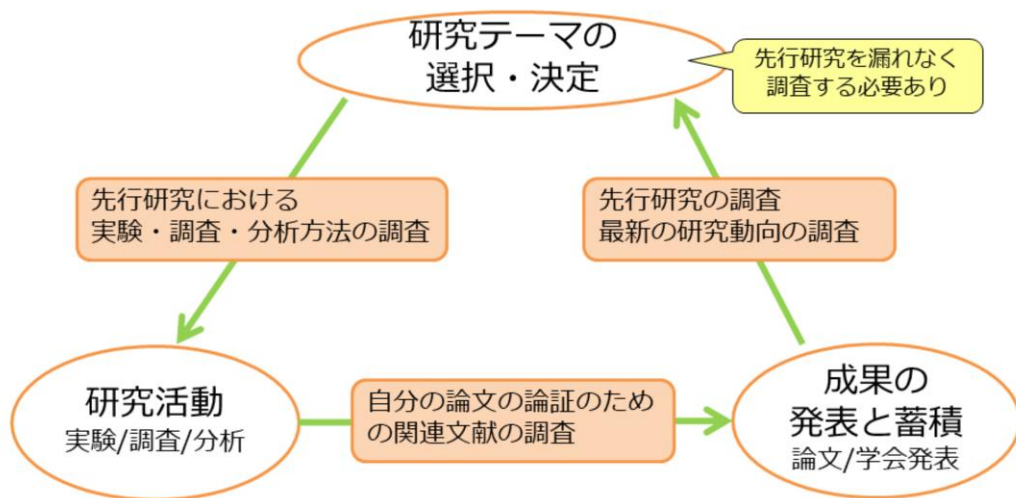 研究テーマの
選択・決定
先行研究を漏れなく
調査する必要あり
先行研究における
実験・調査・分析方法の調査
先行研究の調査
最新の研究動向の調査
研究活動
実験/調査/分析
自分の論文の論証のため
の関連文献の調査
成果の
発表と蓄積
論文/学会発表